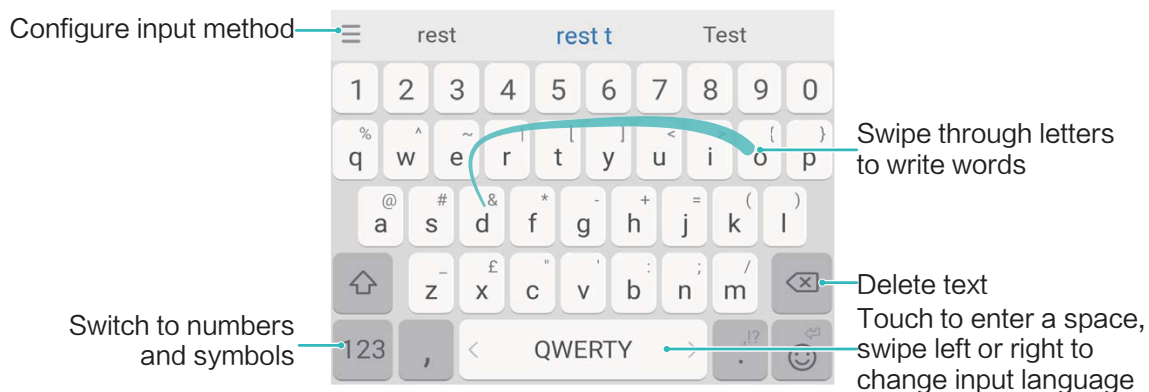 Configure input method
rest rest t Test
1 2 3 4 5 6 7 8 9 0
% ^ ~ | [ ] < > { }
q w e r t y u i o p
Swipe through letters
to write words
@ # & * - + = ( )
a s d f g h j k l
_ £ " ' : ; /
z x c v b n m
Delete text
Switch to numbers
and symbols
123 , < QWERTY > . !?
Touch to enter a space,
swipe left or right to
change input language